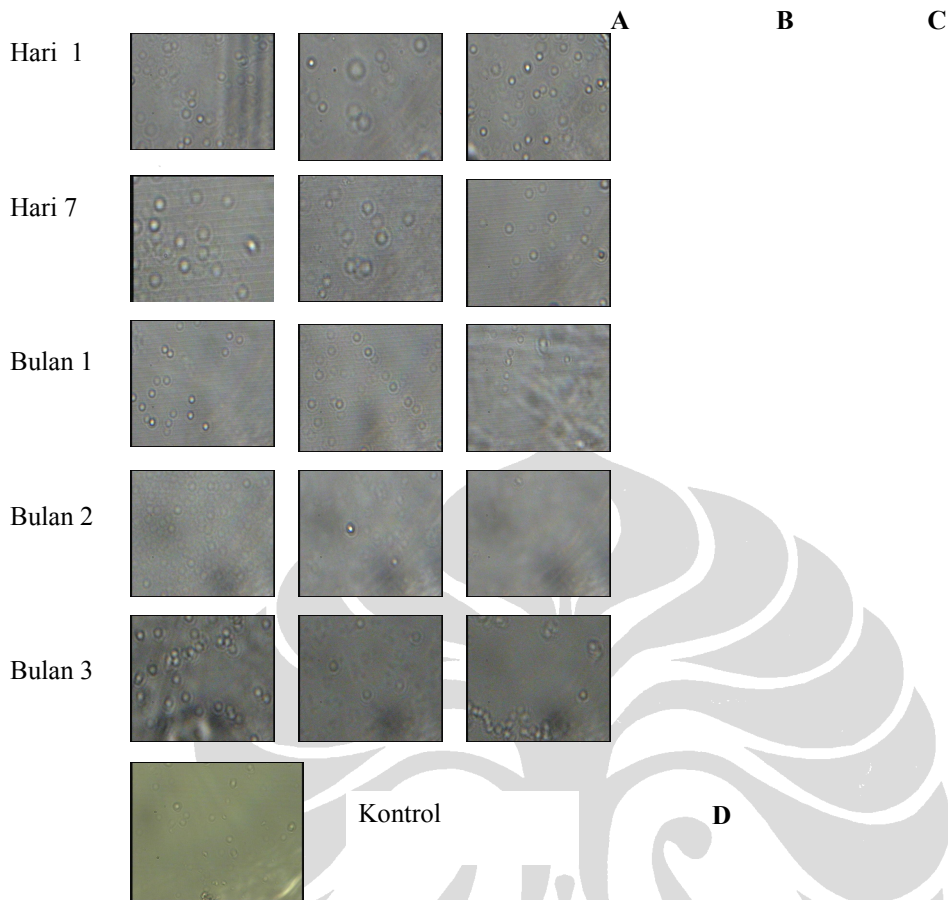 A B C
Hari 1
Hari 7
Bulan 1
Bulan 2
Bulan 3
Kontrol D